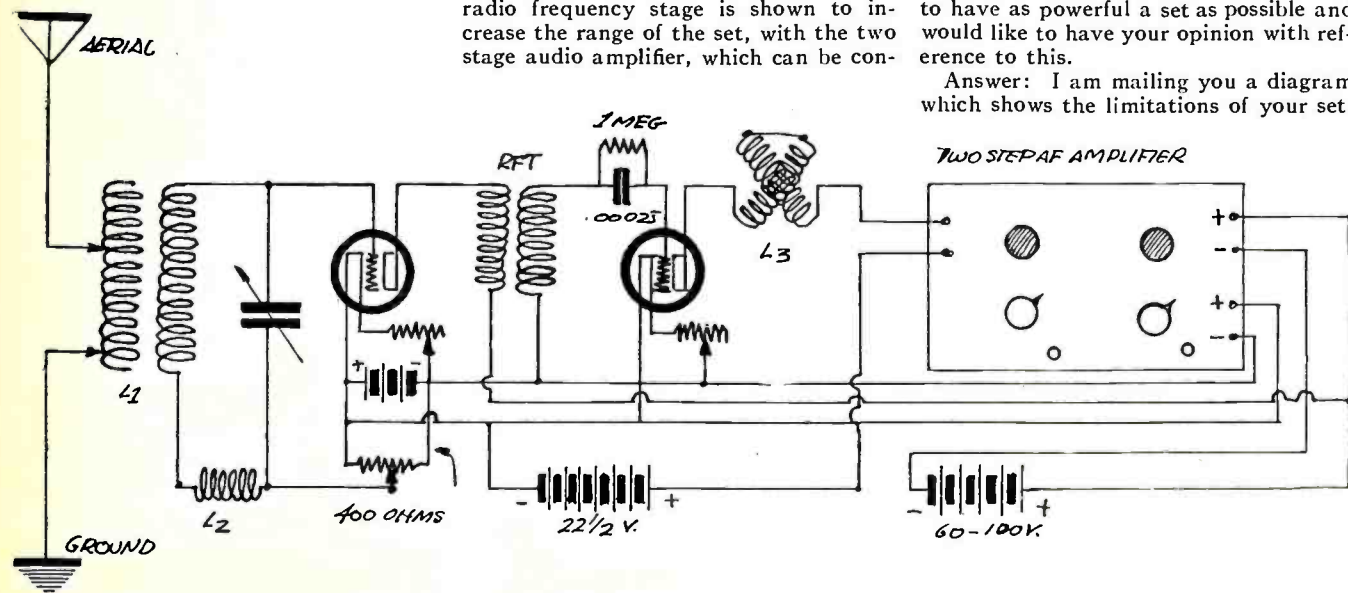 radio frequency stage is shown to in-
crease the range of the set, with the two
stage audio amplifier, which can be con-
to have as powerful a set as possible and
would like to have your opinion with ref-
erence to this.
Answer: I am mailing you a diagram
which shows the limitations of your set
AERIAL
1 MEG
RFT
.00025
TWO STEP AF AMPLIFIER
L3
+
-
+
-
L1
+ -
L2
400 OHMS
- +
22 1/2 V.
- +
60-100V.
GROUND